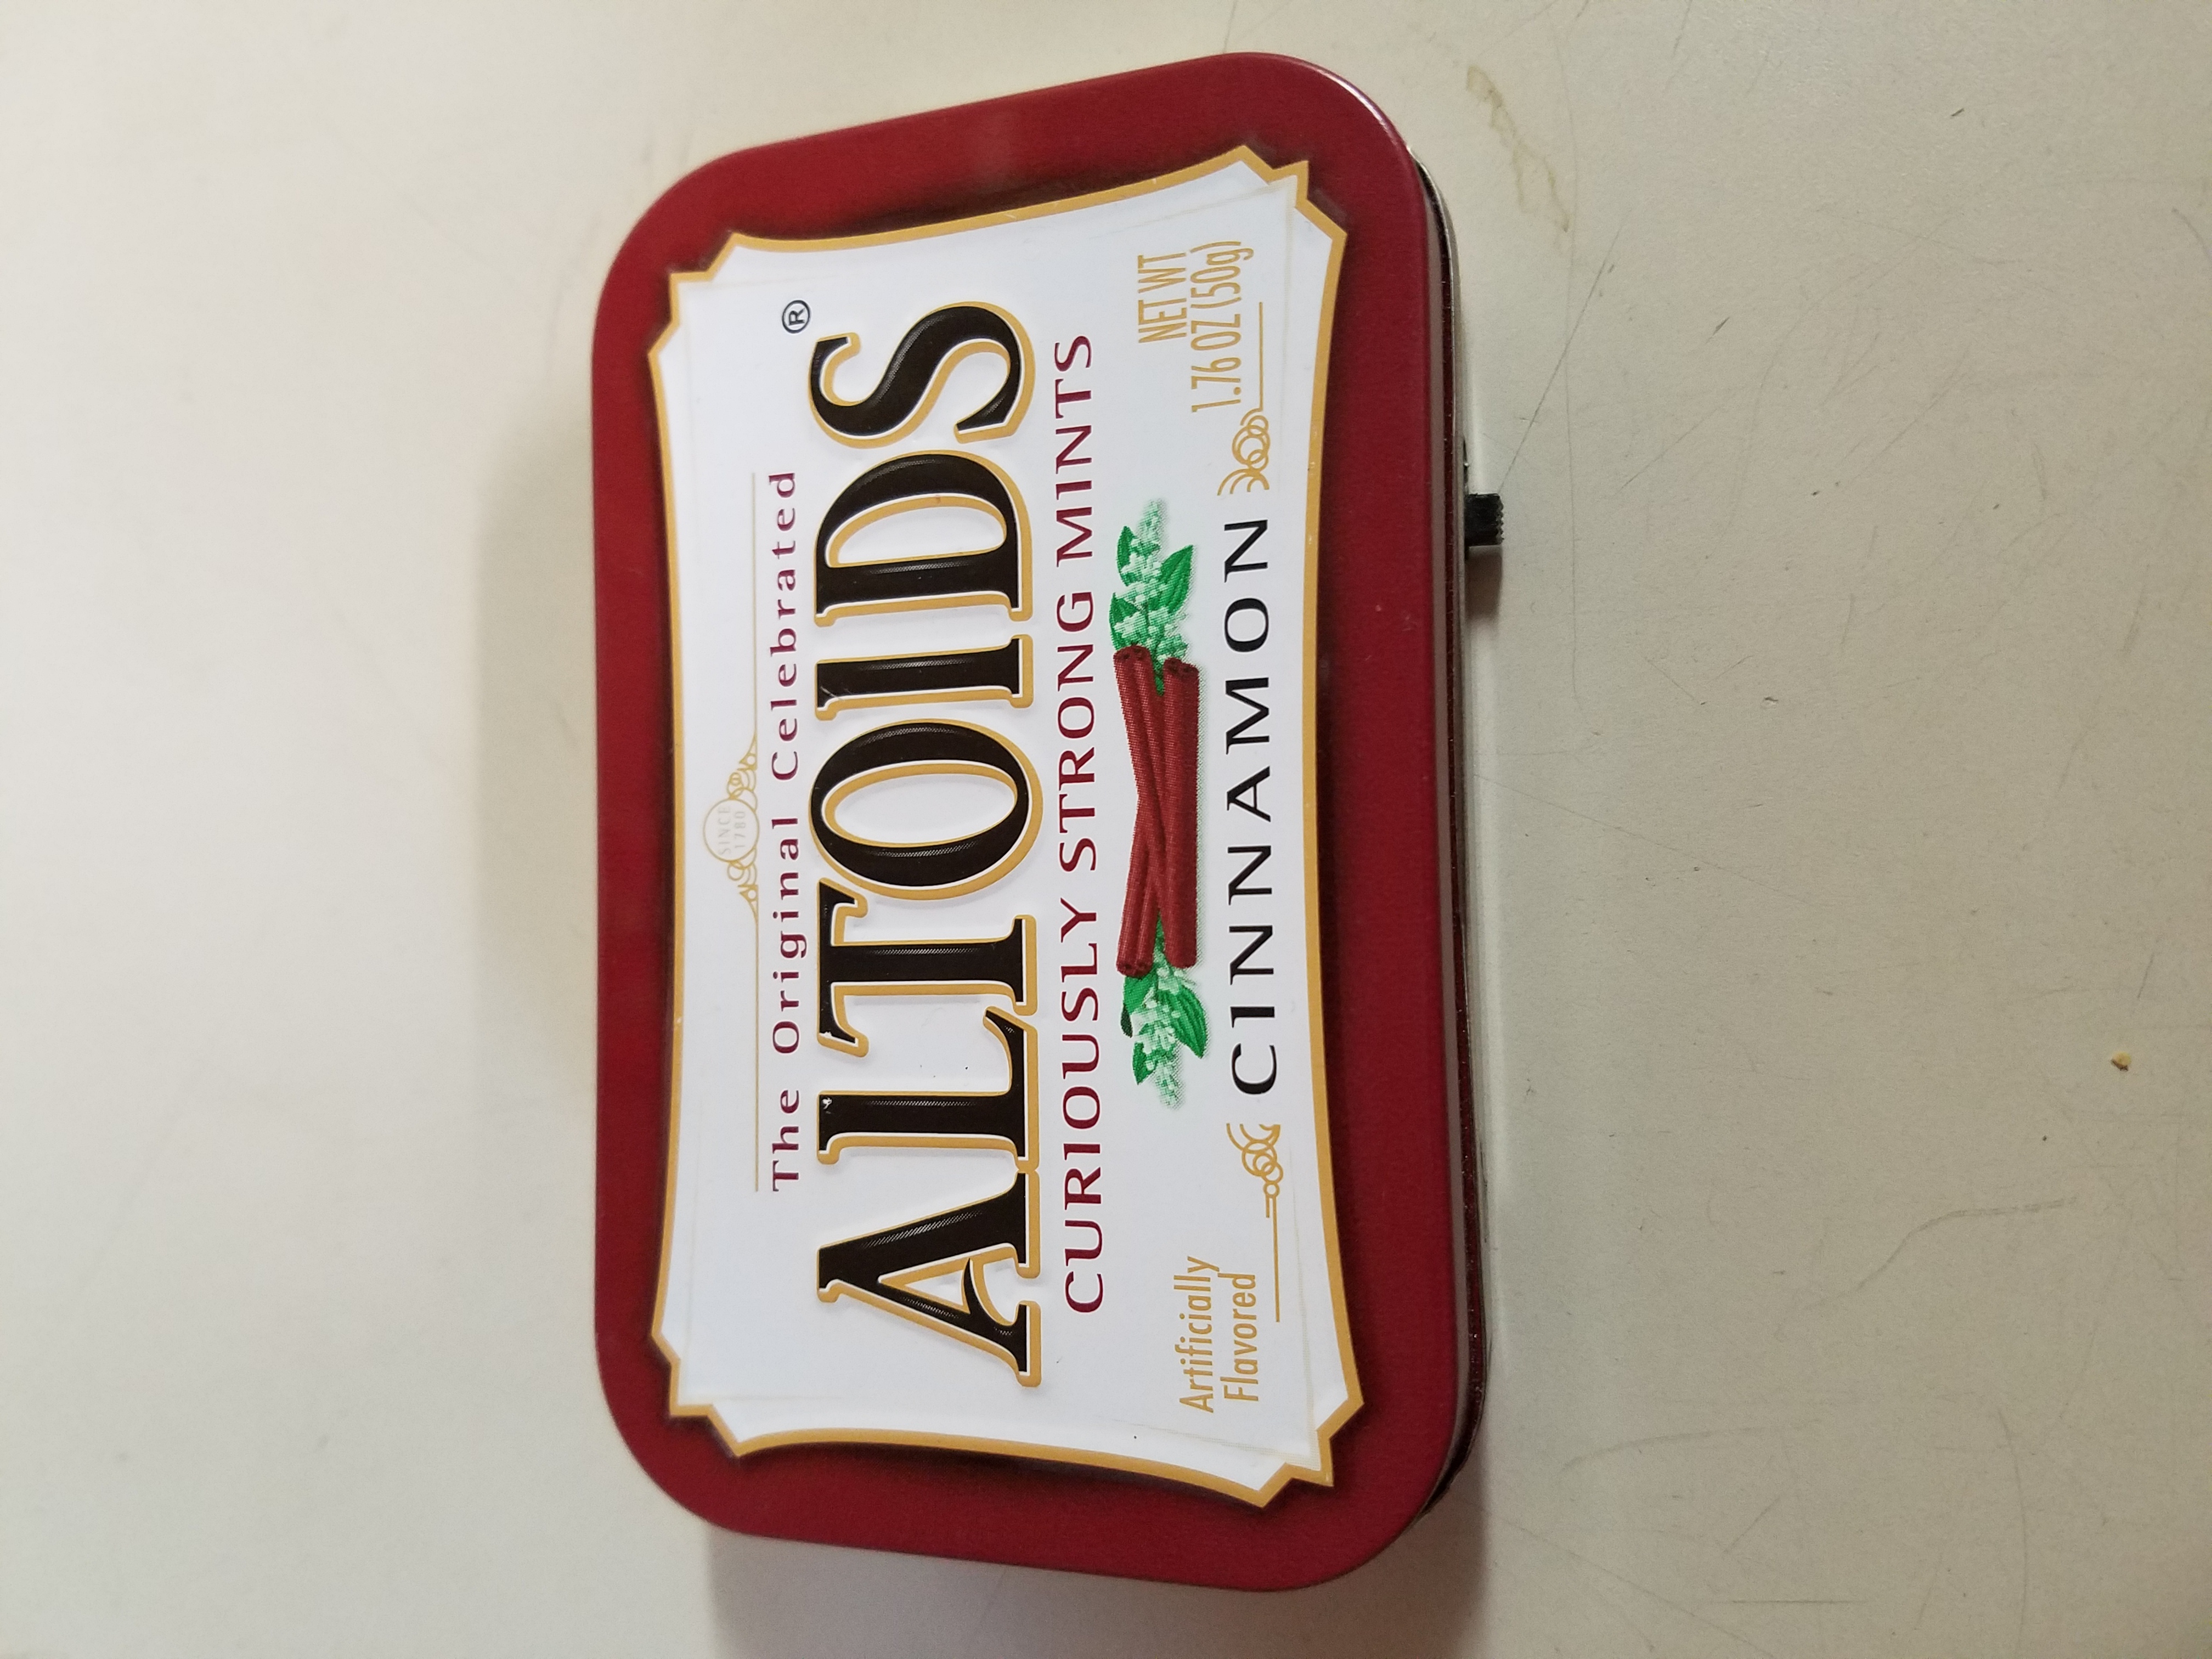 SINCE
1780
The Original Celebrated
ALTOIDS®
CURIOUSLY STRONG MINTS
Artificially
Flavored
CINNAMON
NET WT
1.76 OZ (50g)